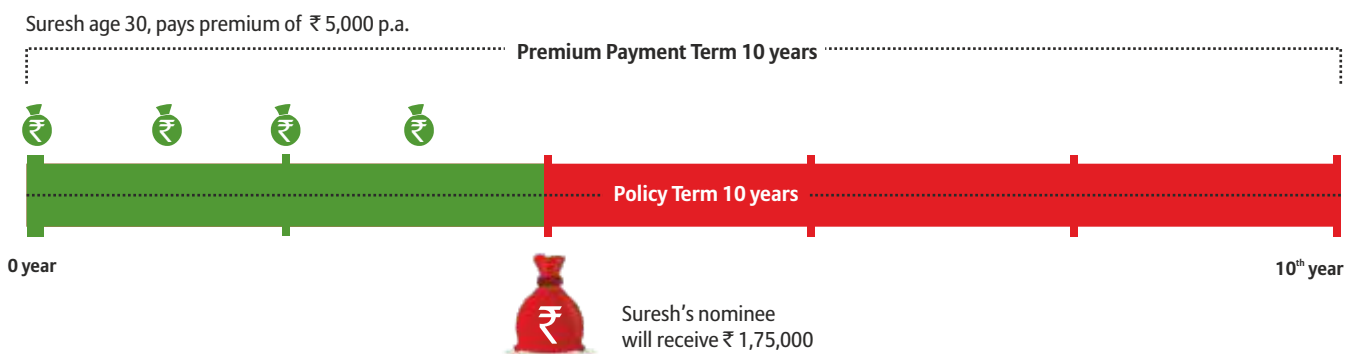 Suresh age 30, pays premium of ₹ 5,000 p.a.
Premium Payment Term 10 years
₹ ₹ ₹ ₹
Policy Term 10 years
0 year 10th year
₹
Suresh's nominee
will receive ₹ 1,75,000